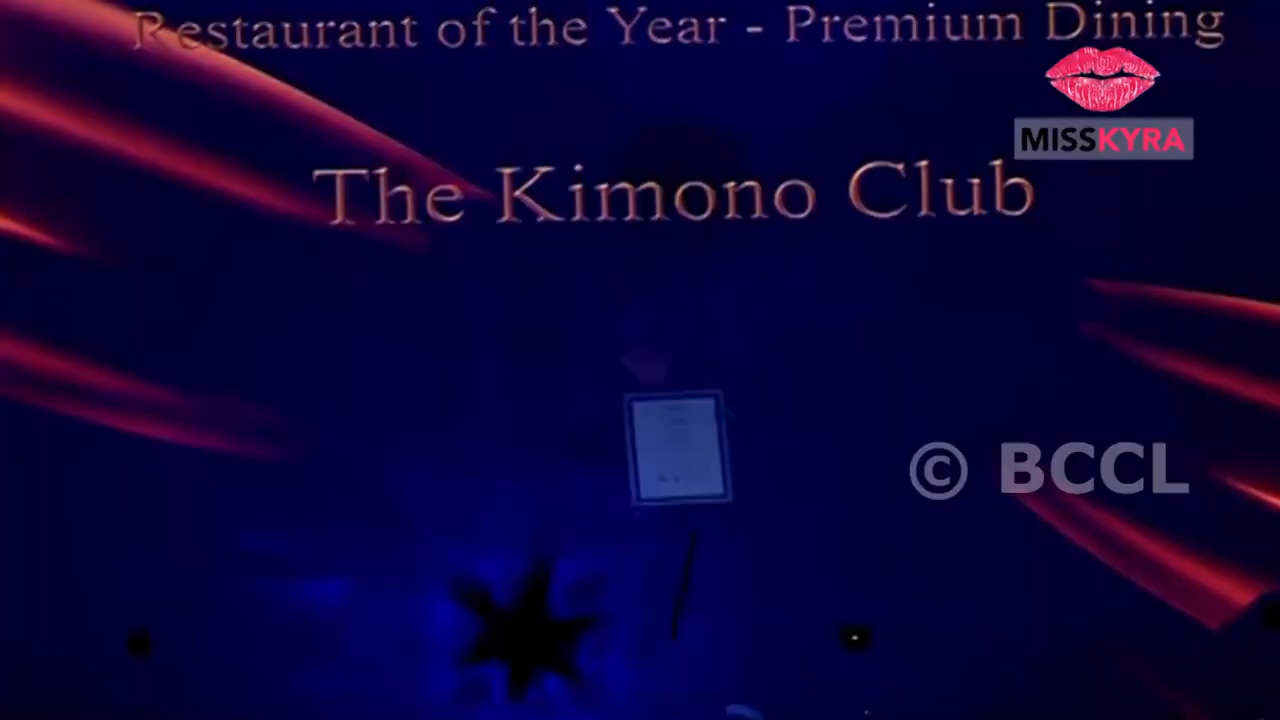 Restaurant of the Year - Premium Dining
MISSKYRA
The Kimono Club
© BCCL